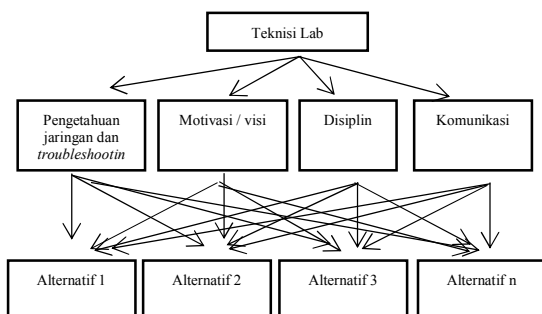 Teknisi Lab
Pengetahuan
jaringan dan
troubleshootin
Motivasi / visi
Disiplin
Komunikasi
Alternatif 1
Alternatif 2
Alternatif 3
Alternatif n